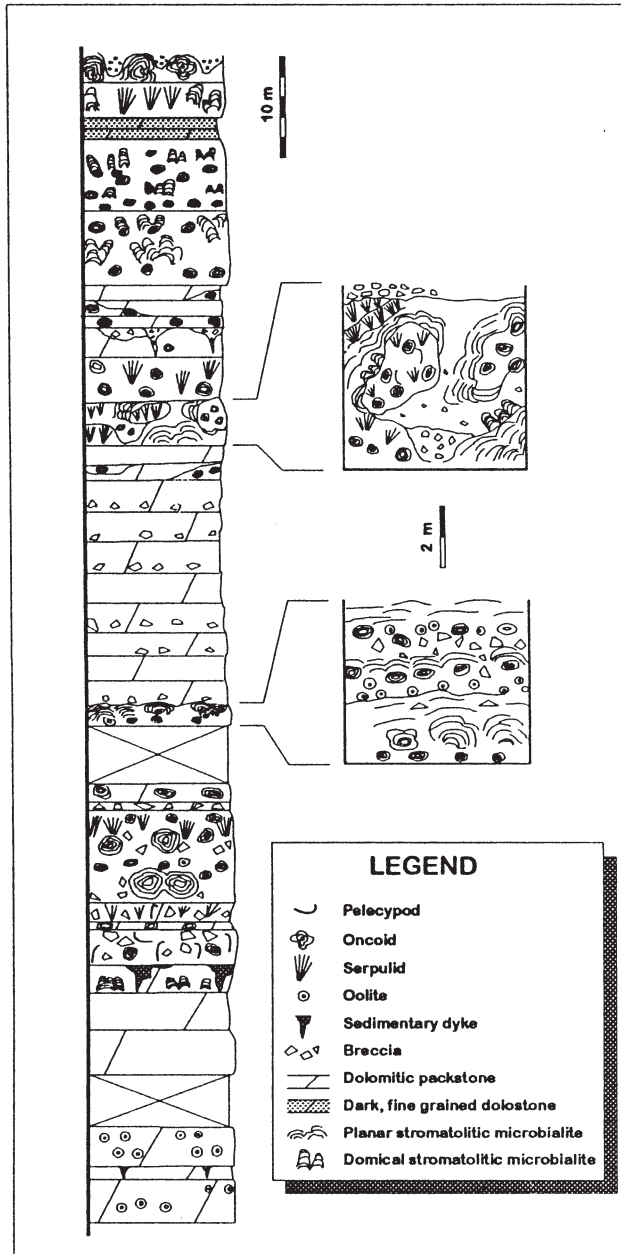 10 m
2 m
LEGEND
Pelecypod
Oncoid
Serpulid
Oolite
Sedimentary dyke
Breccia
Dolomitic packstone
Dark, fine grained dolostone
Planar stromatolitic microbialite
Domical stromatolitic microbialite